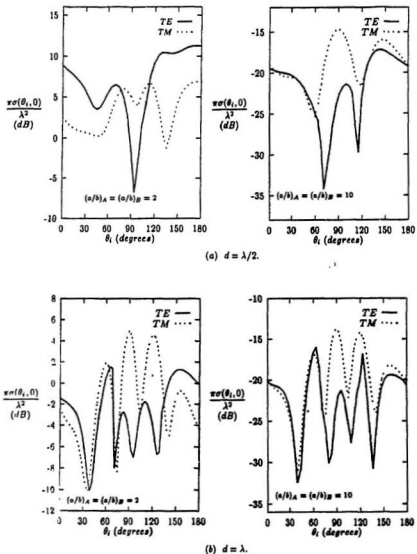 15
10
5
0
-5
-10
πσ(θi,0)
λ²
(dB)
TE
TM
(a/b)A = (a/b)B = 2
0 30 60 90 120 150 180
θi (degrees)
-10
-15
-20
-25
-30
-35
πσ(θi,0)
λ²
(dB)
TE
TM
(a/b)A = (a/b)B = 10
0 30 60 90 120 150 180
θi (degrees)
(a) d = λ/2.
8
6
4
2
0
-2
-4
-6
-8
-10
-12
πσ(θi,0)
λ²
(dB)
TE
TM
(a/b)A = (a/b)B = 2
0 30 60 90 120 150 180
θi (degrees)
-10
-15
-20
-25
-30
-35
πσ(θi,0)
λ²
(dB)
TE
TM
(a/b)A = (a/b)B = 10
0 30 60 90 120 150 180
θi (degrees)
(b) d = λ.